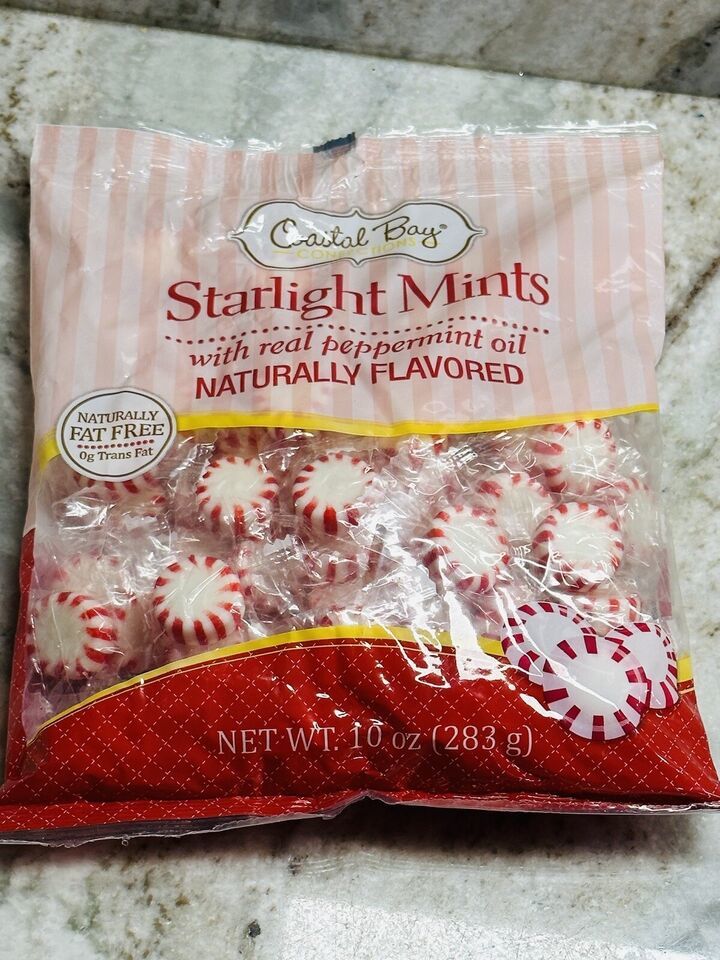 Coastal Bay®
CONFECTIONS
Starlight Mints
with real peppermint oil
NATURALLY FLAVORED
NATURALLY
FAT FREE
0g Trans Fat
NET WT. 10 oz (283 g)